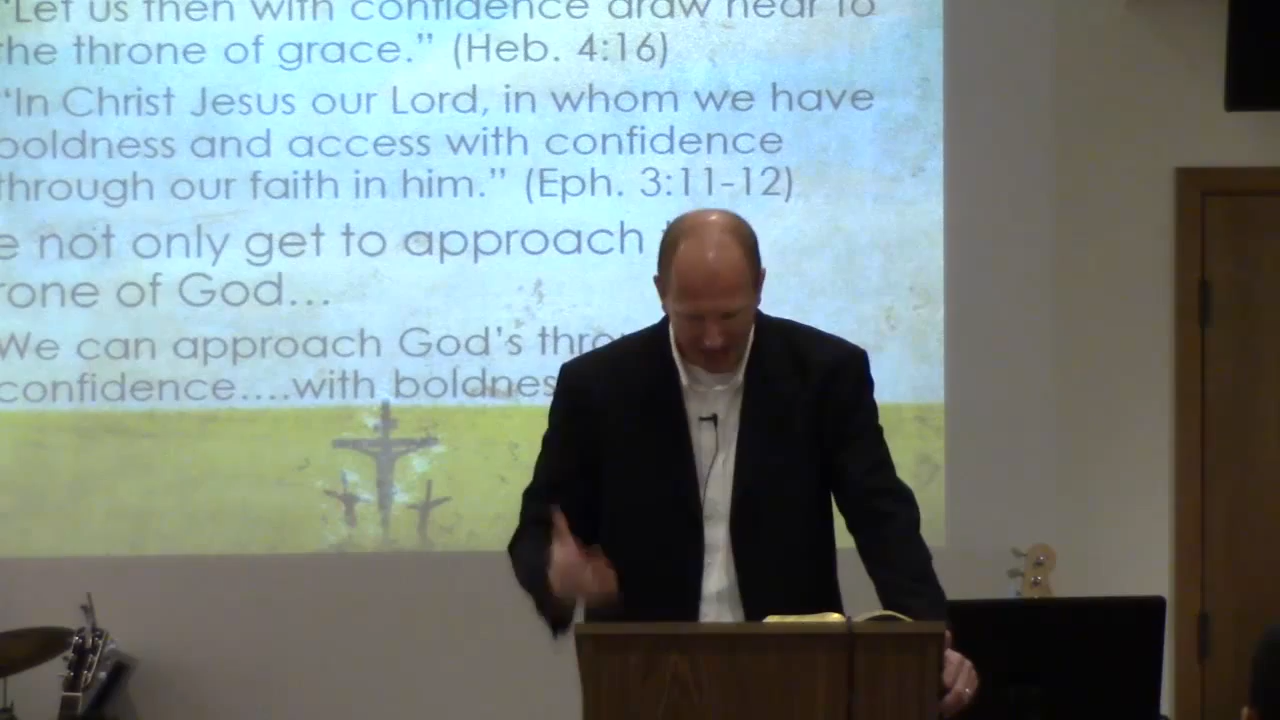 "Let us then with confidence draw near to
the throne of grace." (Heb. 4:16)
"In Christ Jesus our Lord, in whom we have
boldness and access with confidence
through our faith in him." (Eph. 3:11-12)
e not only get to approach
rone of God...
We can approach God's thro
confidence....with boldnes